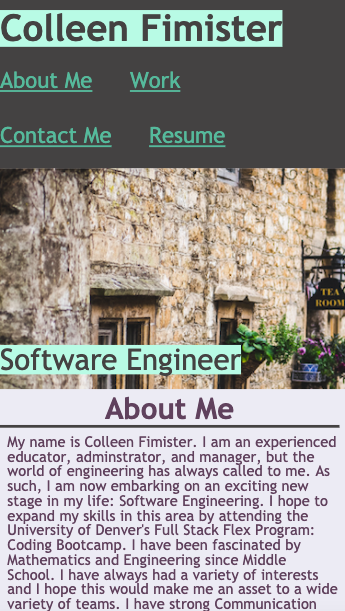 Colleen Fimister
About Me Work
Contact Me Resume
TEA
ROOM
Software Engineer
About Me
My name is Colleen Fimister. I am an experienced
educator, adminstrator, and manager, but the
world of engineering has always called to me. As
such, I am now embarking on an exciting new
stage in my life: Software Engineering. I hope to
expand my skills in this area by attending the
University of Denver's Full Stack Flex Program:
Coding Bootcamp. I have been fascinated by
Mathematics and Engineering since Middle
School. I have always had a variety of interests
and I hope this would make me an asset to a wide
variety of teams. I have strong Communication